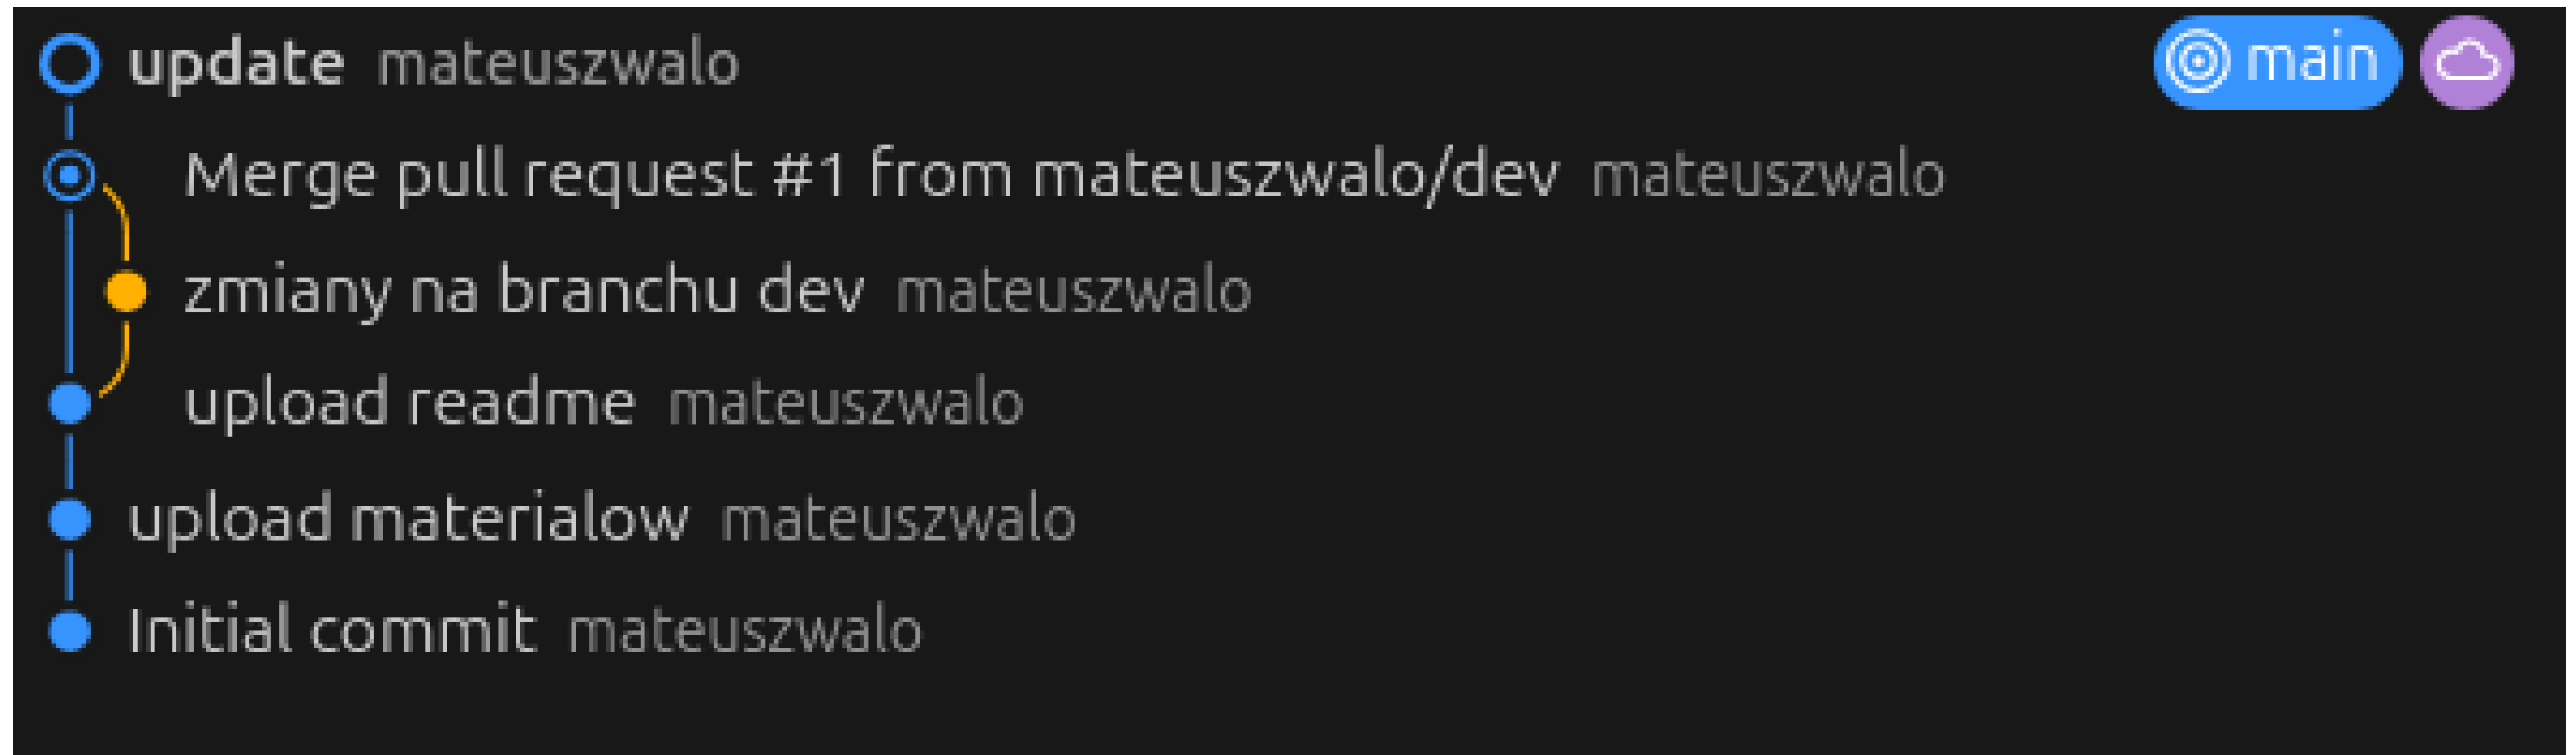 update mateuszwalo main
Merge pull request #1 from mateuszwalo/dev mateuszwalo
zmiany na branchu dev mateuszwalo
upload readme mateuszwalo
upload materialow mateuszwalo
Initial commit mateuszwalo